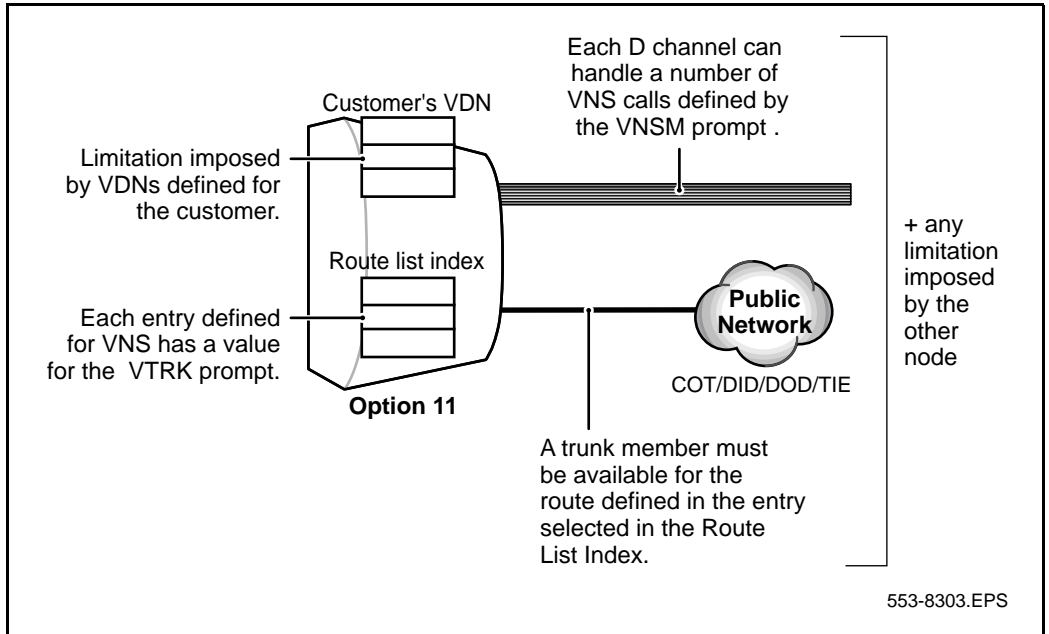 Each D channel can
handle a number of
VNS calls defined by
the VNSM prompt .
Customer's VDN
Limitation imposed
by VDNs defined for
the customer.
Route list index
Each entry defined
for VNS has a value
for the VTRK prompt.
Option 11
Public
Network
COT/DID/DOD/TIE
A trunk member must
be available for the
route defined in the entry
selected in the Route
List Index.
+ any
limitation
imposed
by the
other
node
553-8303.EPS